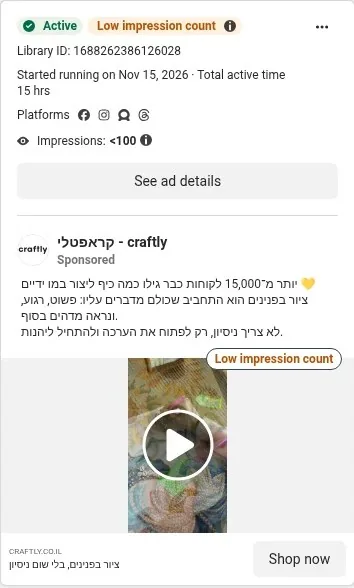 Active Low impression count
Library ID: 1688262386126028
Started running on Nov 15, 2026 · Total active time
15 hrs
Platforms
Impressions: <100
See ad details
craftly
קראפטלי - craftly
Sponsored
💛 יותר מ־15,000 לקוחות כבר גילו כמה כיף ליצור במו ידיים
ציור בפנינים הוא התחביב שכולם מדברים עליו: פשוט, רגוע,
ונראה מדהים בסוף.
לא צריך ניסיון, רק לפתוח את הערכה ולהתחיל ליהנות.
Low impression count
CRAFTLY.CO.IL
ציור בפנינים, בלי שום ניסיון
Shop now